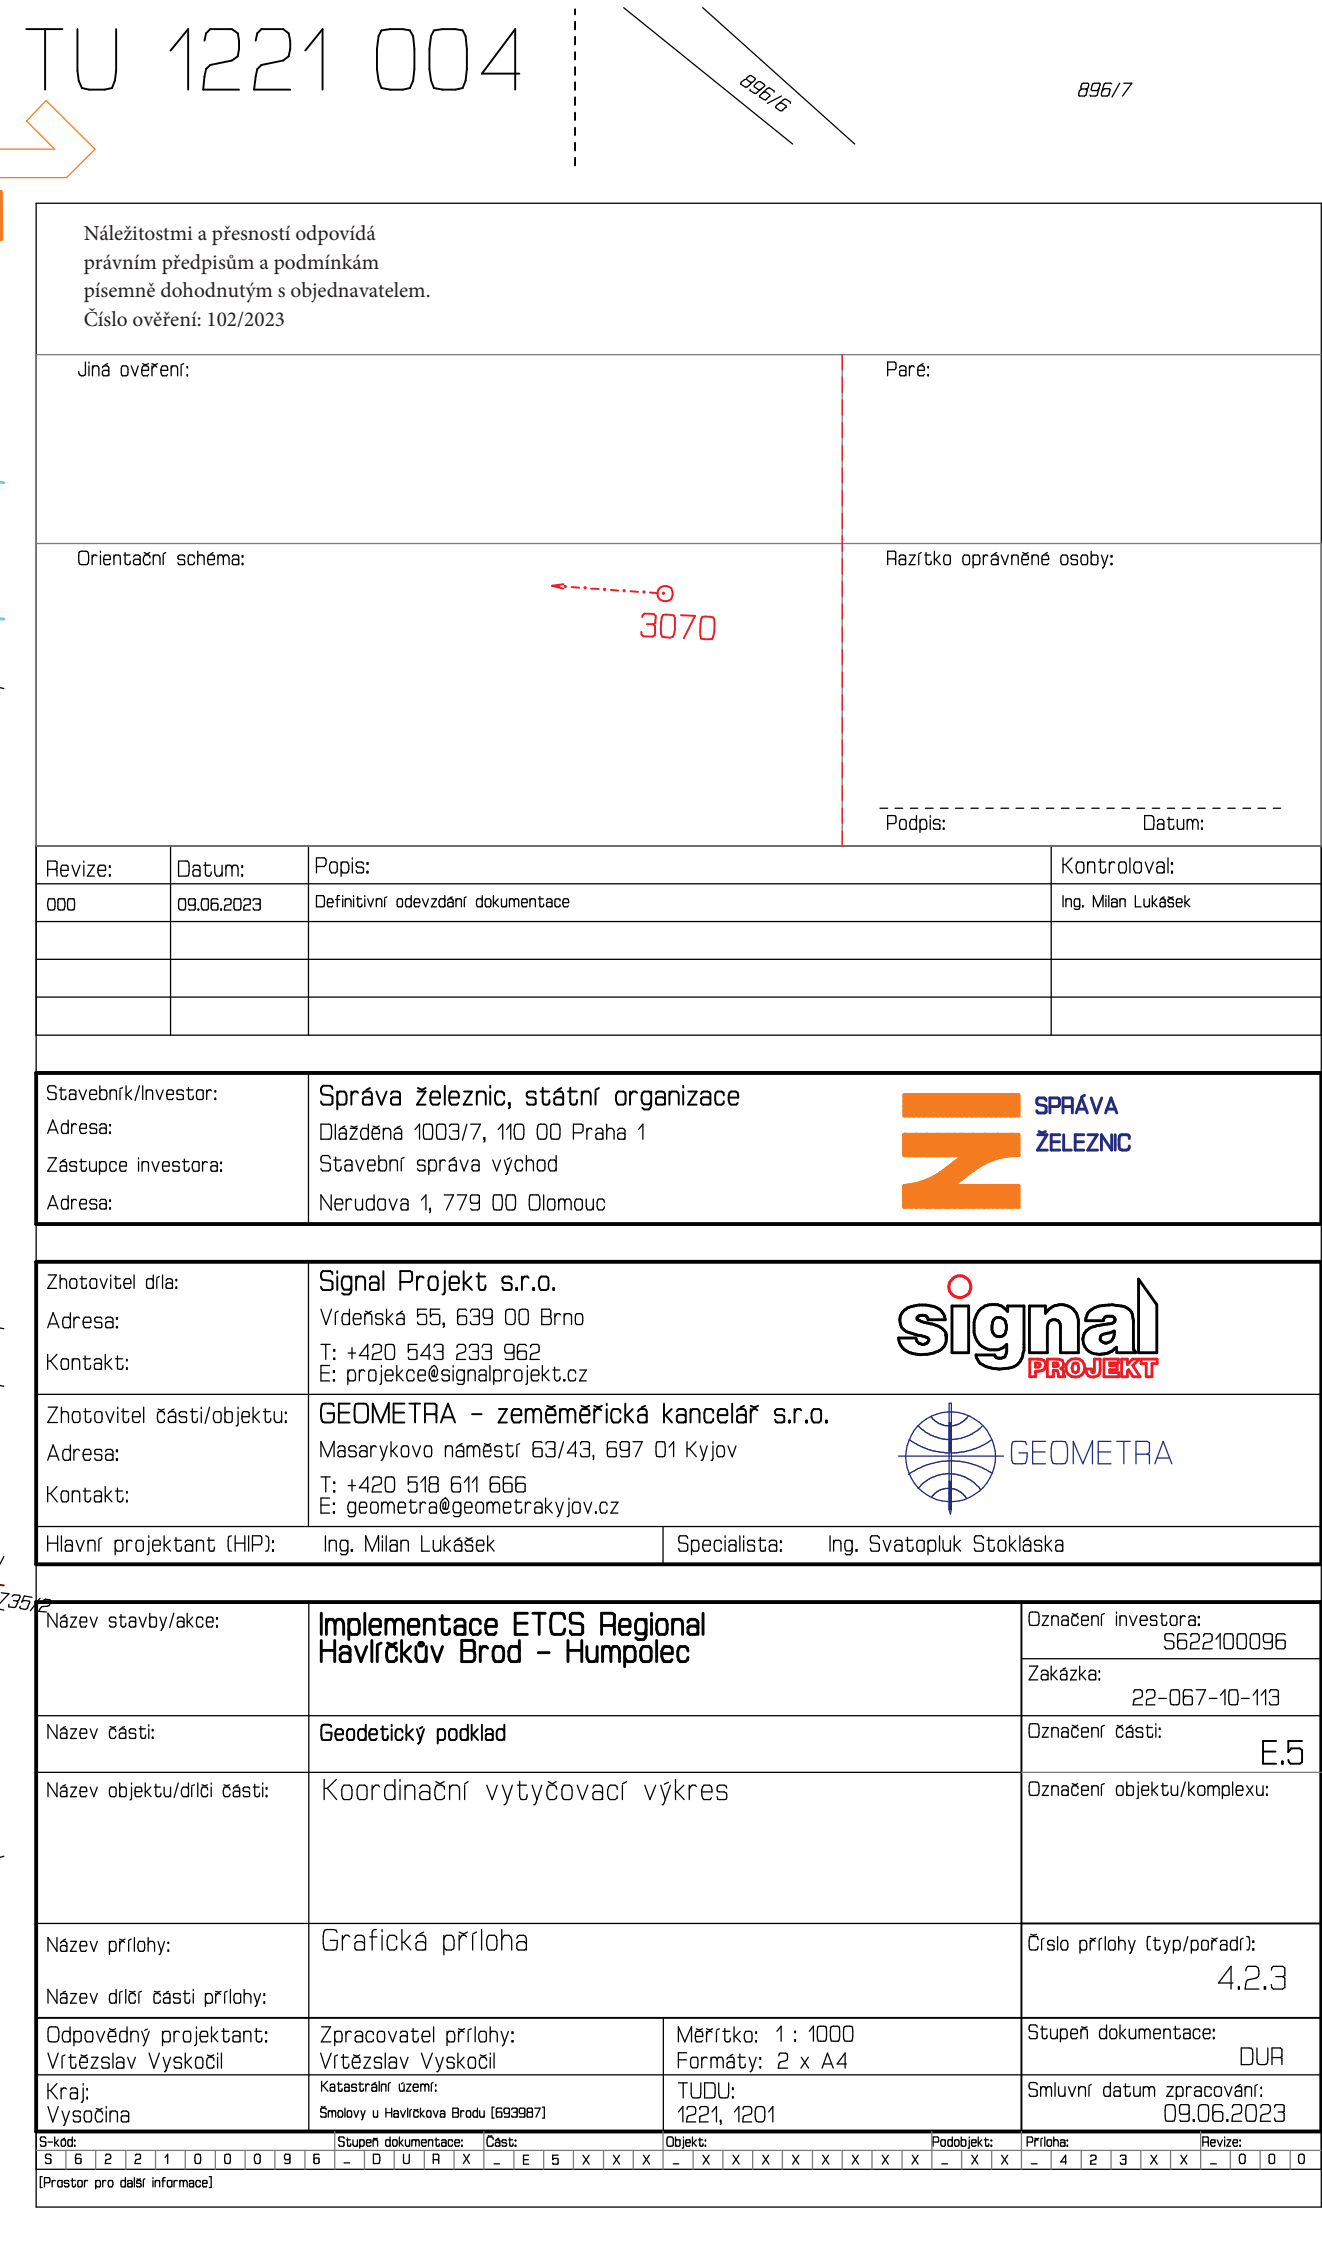 TU 1221 004
896/6
896/7
Náležitostmi a přesností odpovídá
právním předpisům a podmínkám
písemně dohodnutým s objednavatelem.
Číslo ověření: 102/2023
Jiná ověření:
Paré:
Orientační schéma:
Razítko oprávněné osoby:
3070
Podpis: Datum:
Revize: Datum: Popis: Kontroloval:
000 09.06.2023 Definitivní odevzdání dokumentace Ing. Milan Lukášek
Stavebník/Investor: Správa železnic, státní organizace
Adresa: Dlážděná 1003/7, 110 00 Praha 1
Zástupce investora: Stavební správa východ
Adresa: Nerudova 1, 779 00 Olomouc
SPRÁVA
ŽELEZNIC
Zhotovitel díla: Signal Projekt s.r.o.
Adresa: Vídeňská 55, 639 00 Brno
Kontakt: T: +420 543 233 962
E: projekce@signalprojekt.cz
signal
PROJEKT
Zhotovitel části/objektu: GEOMETRA - zeměměřická kancelář s.r.o.
Adresa: Masarykovo náměstí 63/43, 697 01 Kyjov
Kontakt: T: +420 518 611 666
E: geometra@geometrakyjov.cz
GEOMETRA
Hlavní projektant (HIP): Ing. Milan Lukášek Specialista: Ing. Svatopluk Stokláska
735/2
Název stavby/akce: Implementace ETCS Regional
Havlíčkův Brod - Humpolec
Označení investora:
S622100096
Zakázka:
22-067-10-113
Název části: Geodetický podklad
Označení části:
E.5
Název objektu/dílči části: Koordinační vytyčovací výkres
Označení objektu/komplexu:
Název přílohy: Grafická příloha
Název dílčí části přílohy:
Číslo přílohy (typ/pořadí):
4.2.3
Odpovědný projektant: Zpracovatel přílohy: Měřítko: 1 : 1000 Stupeň dokumentace:
Vítězslav Vyskočil Vítězslav Vyskočil Formáty: 2 x A4 DUR
Kraj: Katastrální území: TUDU: Smluvní datum zpracování:
Vysočina Šmolovy u Havlíčkova Brodu [693987] 1221, 1201 09.06.2023
S-kód: Stupeň dokumentace: Část: Objekt: Podobjekt: Příloha: Revize:
S 6 2 2 1 0 0 0 9 6 _ D U R X _ E 5 X X X _ X X X X X X X X _ X X _ 4 2 3 X X _ 0 0 0
[Prostor pro další informace]